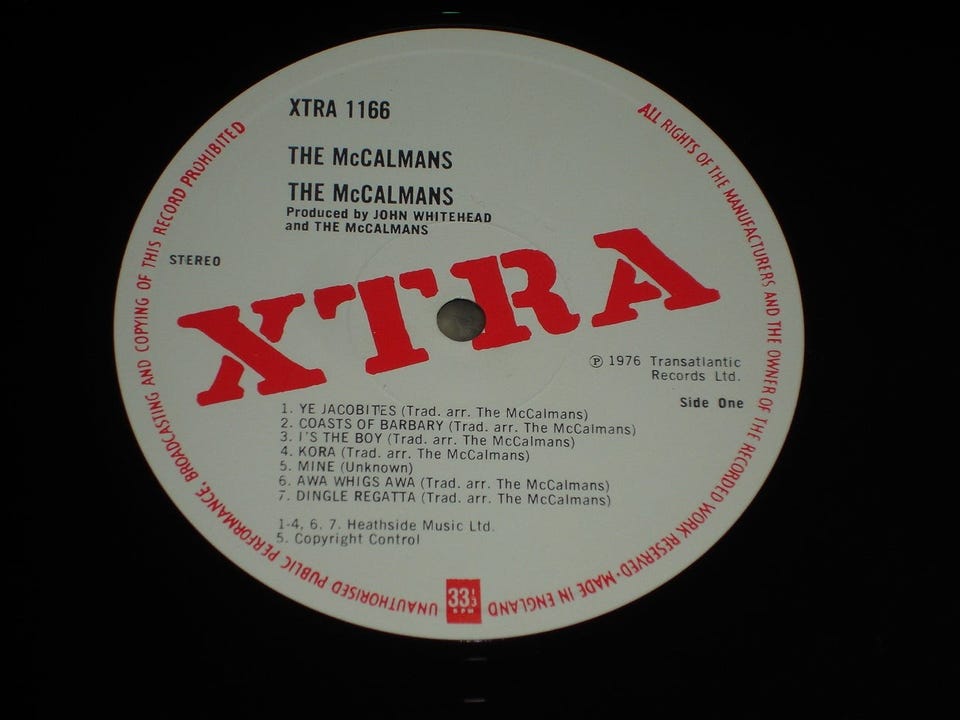 XTRA 1166
THE McCALMANS
THE McCALMANS
Produced by JOHN WHITEHEAD
and THE McCALMANS
STEREO
XTRA
Ⓟ 1976 Transatlantic
Records Ltd.
Side One
1. YE JACOBITES (Trad. arr. The McCalmans)
2. COASTS OF BARBARY (Trad. arr. The McCalmans)
3. I'S THE BOY (Trad. arr. The McCalmans)
4. KORA (Trad. arr. The McCalmans)
5. MINE (Unknown)
6. AWA WHIGS AWA (Trad. arr. The McCalmans)
7. DINGLE REGATTA (Trad. arr. The McCalmans)
1-4, 6, 7. Heathside Music Ltd.
5. Copyright Control
ALL RIGHTS OF THE MANUFACTURERS AND THE OWNER OF THE RECORDED WORK RESERVED · MADE IN ENGLAND
33 1/3
RPM
UNAUTHORISED PUBLIC PERFORMANCE, BROADCASTING AND COPYING OF THIS RECORD PROHIBITED